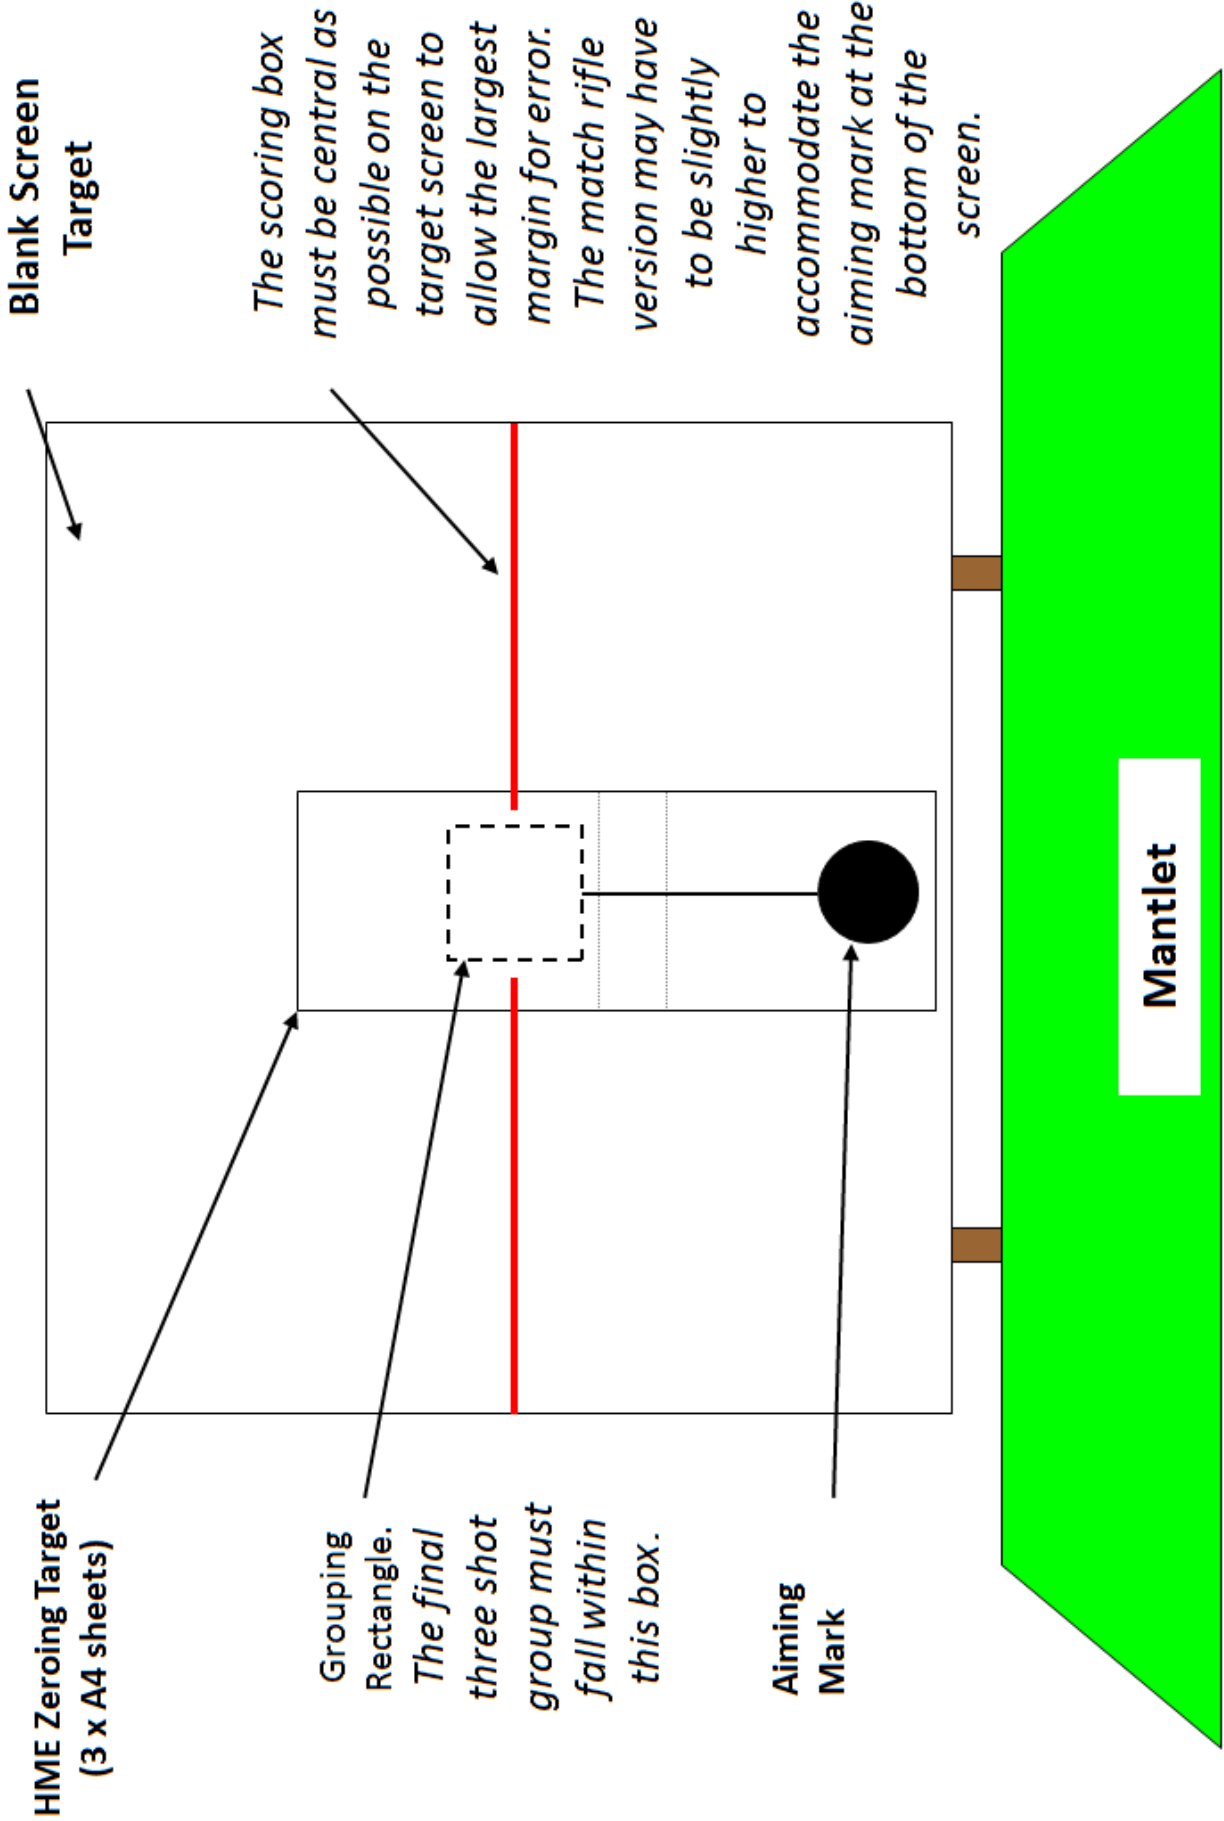 HME Zeroing Target
(3 x A4 sheets)
Grouping
Rectangle.
The final
three shot
group must
fall within
this box.
Aiming
Mark
Blank Screen
Target
The scoring box
must be central as
possible on the
target screen to
allow the largest
margin for error.
The match rifle
version may have
to be slightly
higher to
accommodate the
aiming mark at the
bottom of the
screen.
Mantlet